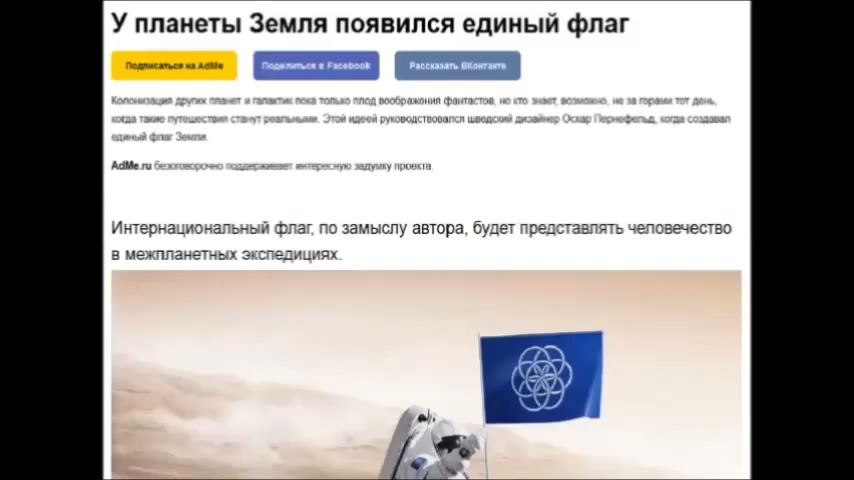 У планеты Земля появился единый флаг
Подписаться на AdMe
Поделиться в Facebook
Рассказать ВКонтакте
Колонизация других планет и галактик пока только плод воображения фантастов, но кто знает, возможно, не за горами тот день,
когда такие путешествия станут реальными. Этой идеей руководствовался шведский дизайнер Оскар Пернефельд, когда создавал
единый флаг Земли.
AdMe.ru безоговорочно поддерживает интересную задумку проекта.
Интернациональный флаг, по замыслу автора, будет представлять человечество
в межпланетных экспедициях.